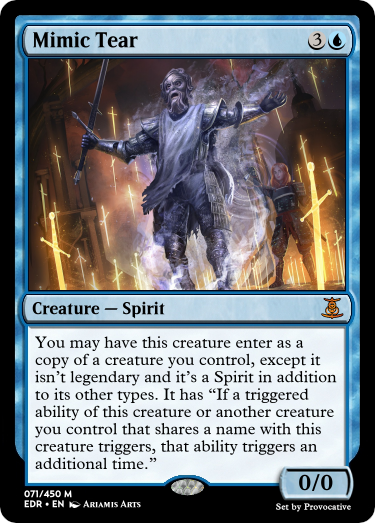 Mimic Tear 3
Creature — Spirit
You may have this creature enter as a
copy of a creature you control, except it
isn't legendary and it's a Spirit in addition
to its other types. It has “If a triggered
ability of this creature or another creature
you control that shares a name with this
creature triggers, that ability triggers an
additional time.”
0/0
071/450 M
EDR • EN Ariamis Arts
Set by Provocative